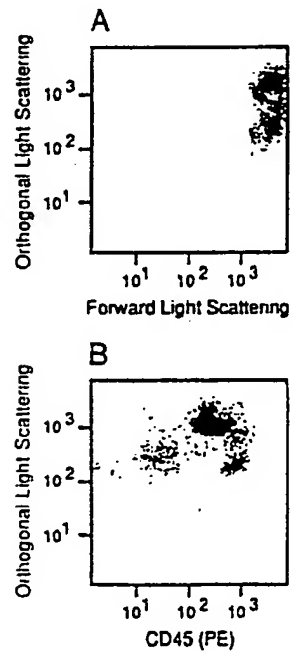 A
Orthogonal Light Scattering
10³
10²
10¹
10¹ 10² 10³
Forward Light Scattering
B
Orthogonal Light Scattering
10³
10²
10¹
10¹ 10² 10³
CD45 (PE)